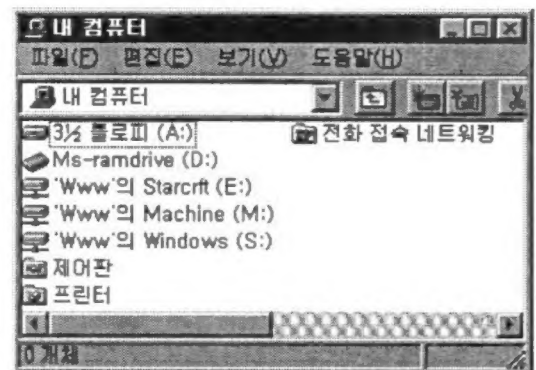 내 컴퓨터
파일(F) 편집(E) 보기(V) 도움말(H)
내 컴퓨터
3½ 플로피 (A:)
Ms-ramdrive (D:)
'Www'의 Starcrft (E:)
'Www'의 Machine (M:)
'Www'의 Windows (S:)
제어판
프린터
전화 접속 네트워킹
10 개체